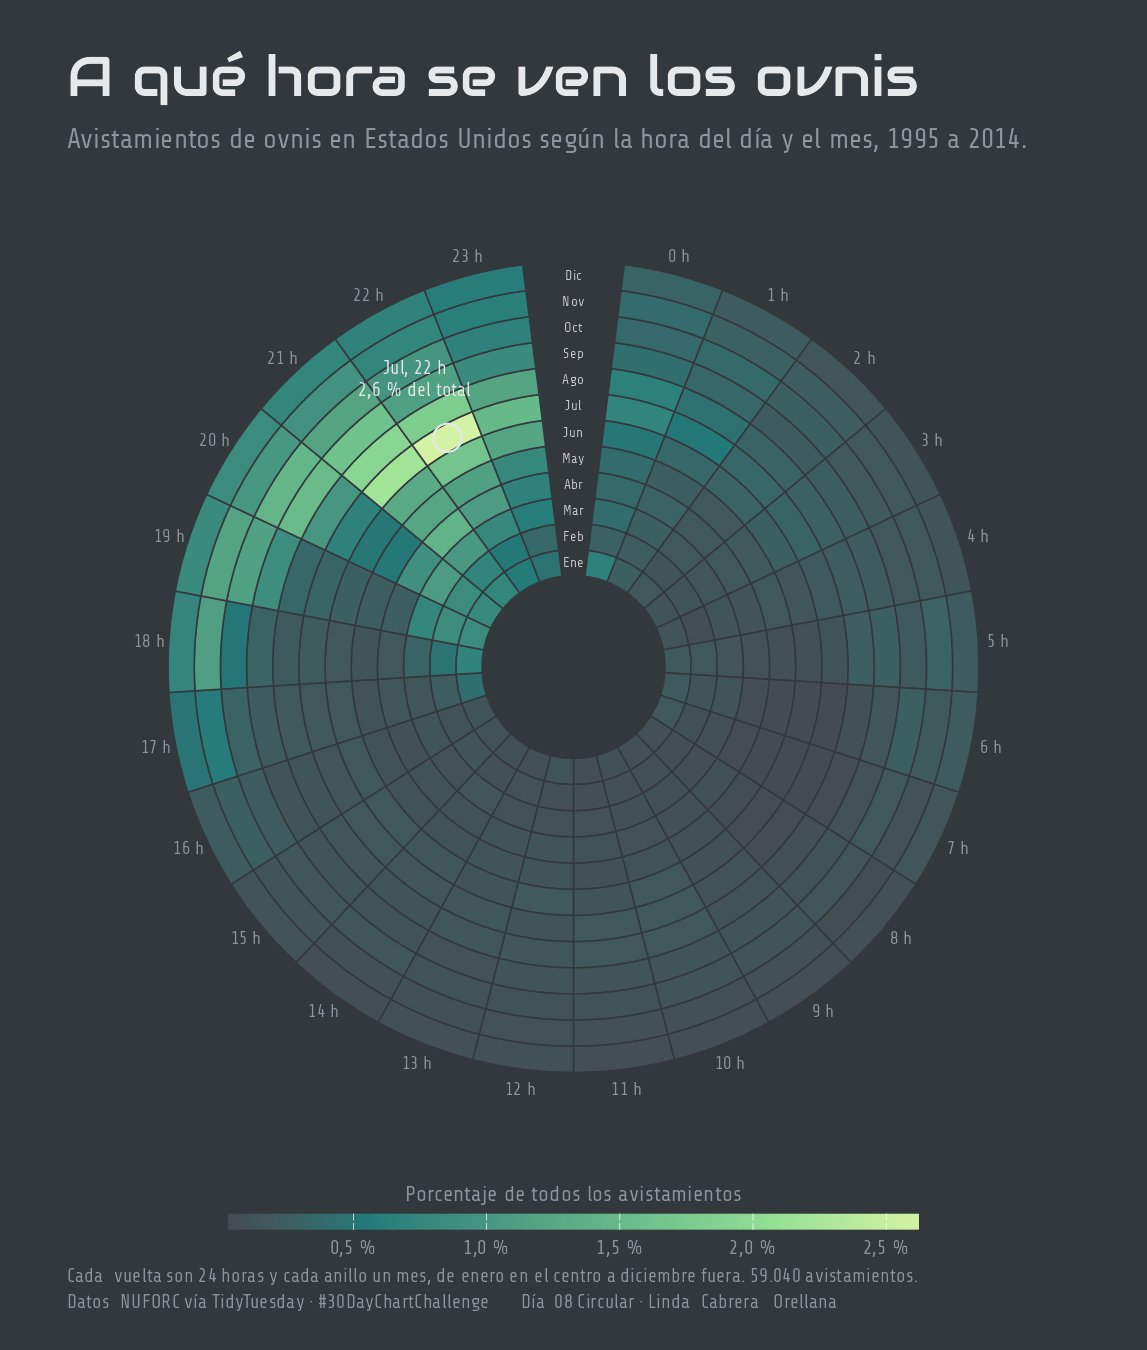 A qué hora se ven los ovnis
Avistamientos de ovnis en Estados Unidos según la hora del día y el mes, 1995 a 2014.
23 h
0 h
22 h
1 h
21 h
2 h
20 h
3 h
19 h
4 h
18 h
5 h
17 h
6 h
16 h
7 h
15 h
8 h
14 h
9 h
13 h
10 h
12 h
11 h
Dic
Nov
Oct
Sep
Ago
Jul
Jun
May
Abr
Mar
Feb
Ene
Jul, 22 h
2,6 % del total
Porcentaje de todos los avistamientos
0,5 % 1,0 % 1,5 % 2,0 % 2,5 %
Cada vuelta son 24 horas y cada anillo un mes, de enero en el centro a diciembre fuera. 59.040 avistamientos.
Datos NUFORC vía TidyTuesday · #30DayChartChallenge Día 08 Circular · Linda Cabrera Orellana